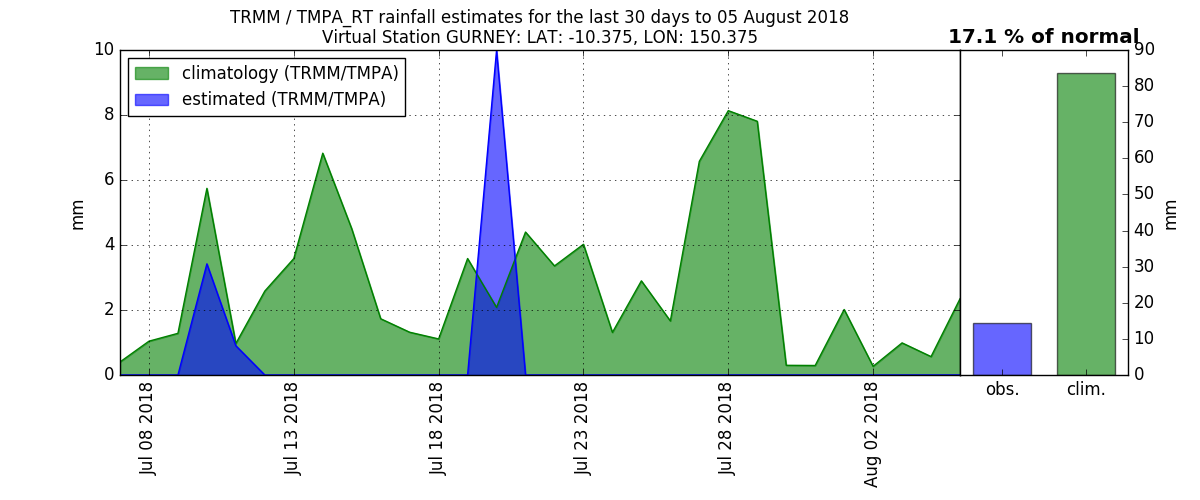 TRMM / TMPA_RT rainfall estimates for the last 30 days to 05 August 2018
Virtual Station GURNEY: LAT: -10.375, LON: 150.375
17.1 % of normal
climatology (TRMM/TMPA)
estimated (TRMM/TMPA)
10
8
6
4
2
0
mm
90
80
70
60
50
40
30
20
10
0
mm
Jul 08 2018
Jul 13 2018
Jul 18 2018
Jul 23 2018
Jul 28 2018
Aug 02 2018
obs.
clim.